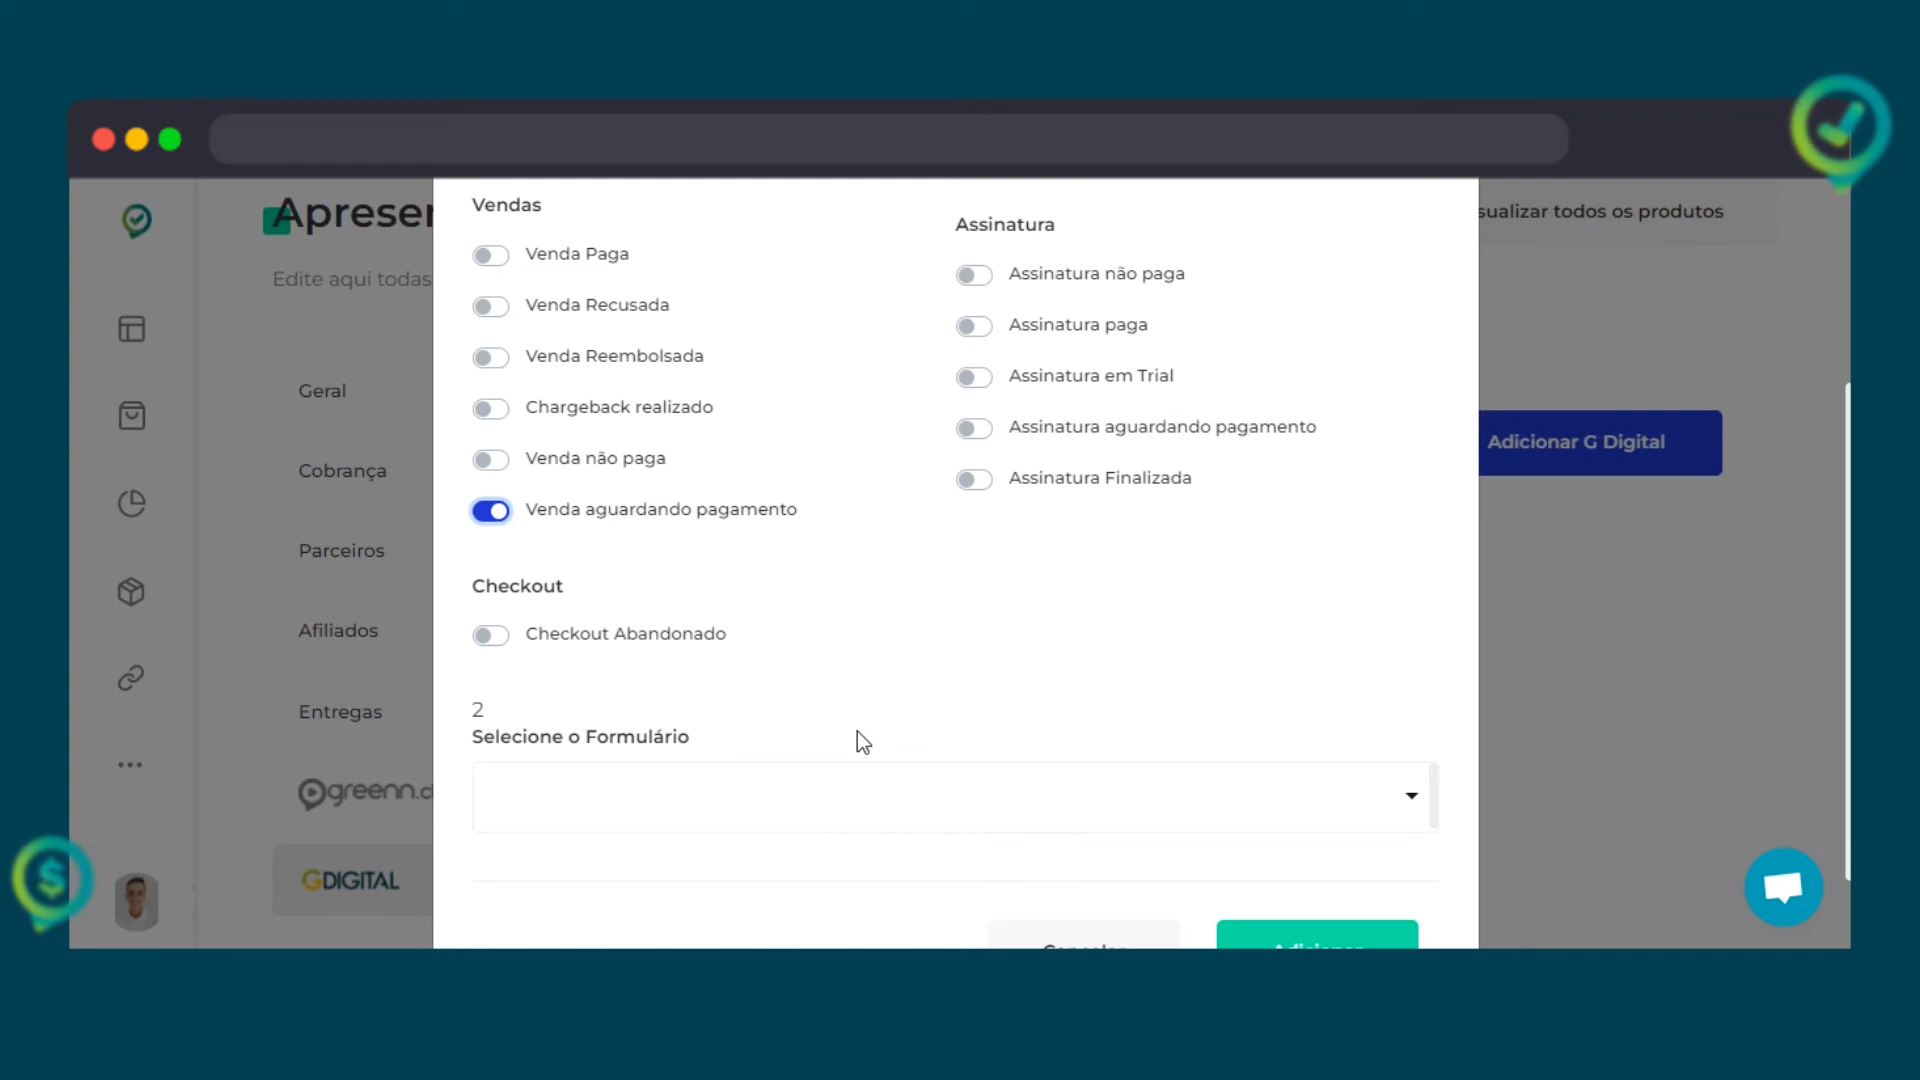 Apreser
sualizar todos os produtos
Edite aqui todas
Geral
Cobrança
Parceiros
Afiliados
Entregas
greenn.c
GDIGITAL
Vendas
Venda Paga
Venda Recusada
Venda Reembolsada
Chargeback realizado
Venda não paga
Venda aguardando pagamento
Assinatura
Assinatura não paga
Assinatura paga
Assinatura em Trial
Assinatura aguardando pagamento
Assinatura Finalizada
Checkout
Checkout Abandonado
2
Selecione o Formulário
Cancelar
Adicionar
Adicionar G Digital